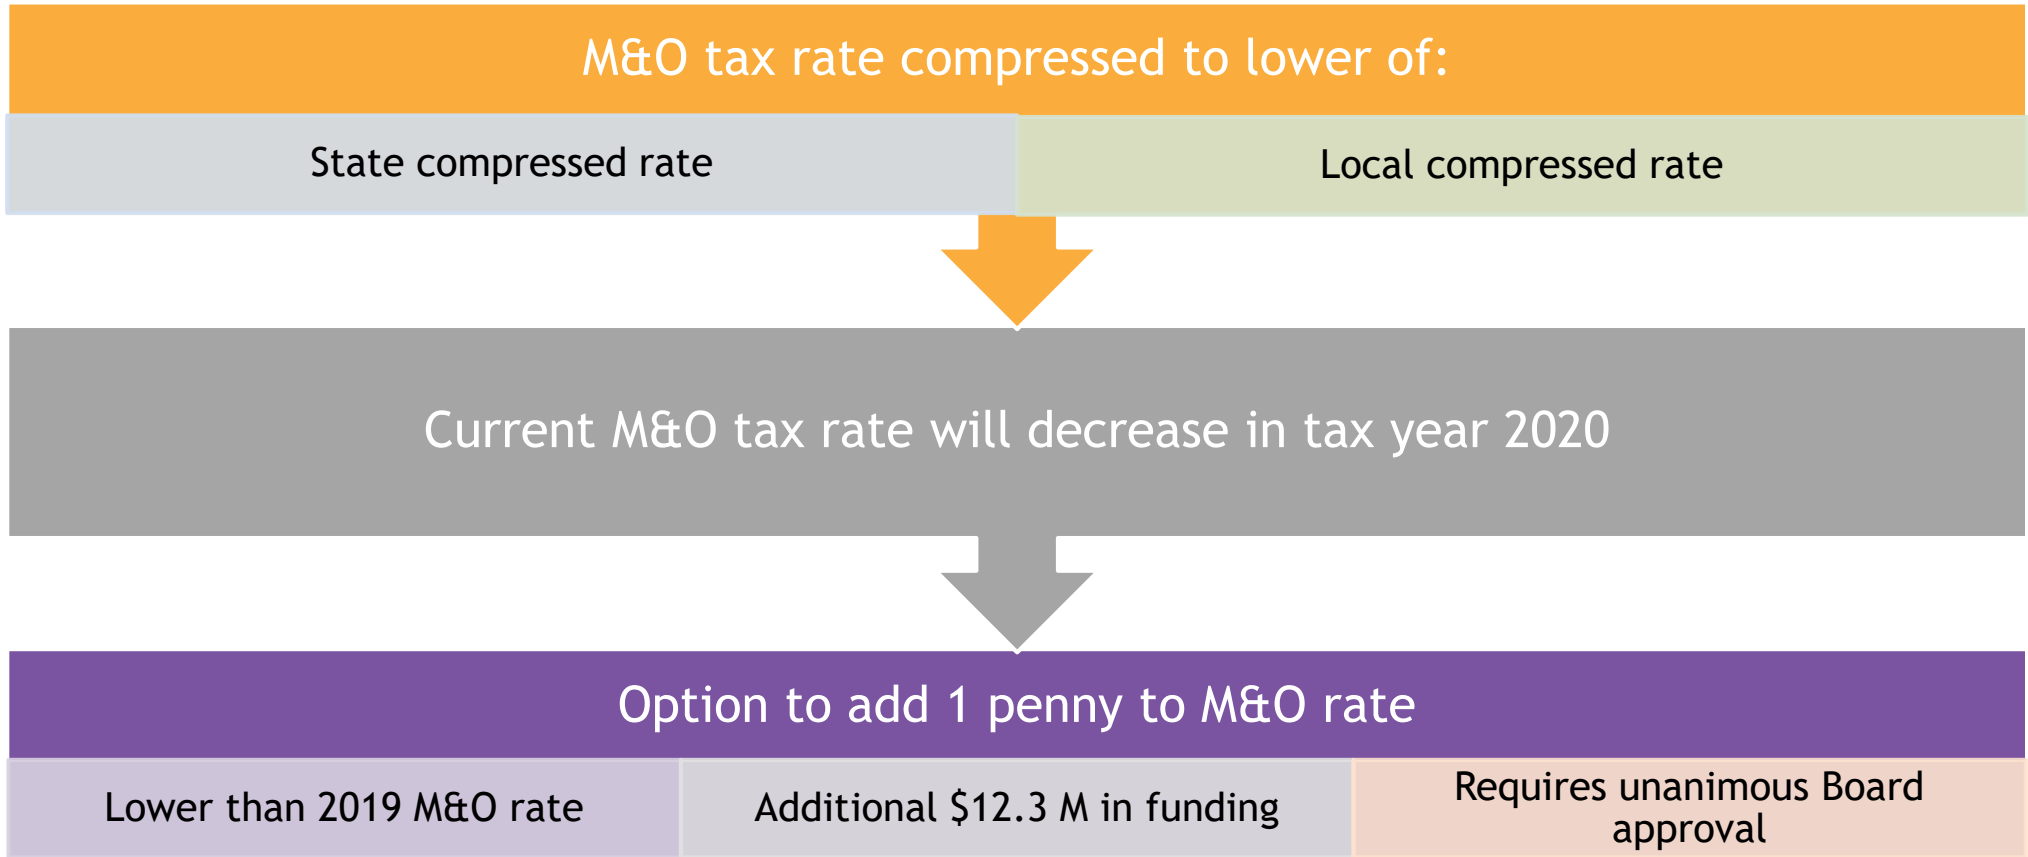 M&O tax rate compressed to lower of:
State compressed rate
Local compressed rate
Current M&O tax rate will decrease in tax year 2020
Option to add 1 penny to M&O rate
Lower than 2019 M&O rate
Additional $12.3 M in funding
Requires unanimous Board
approval